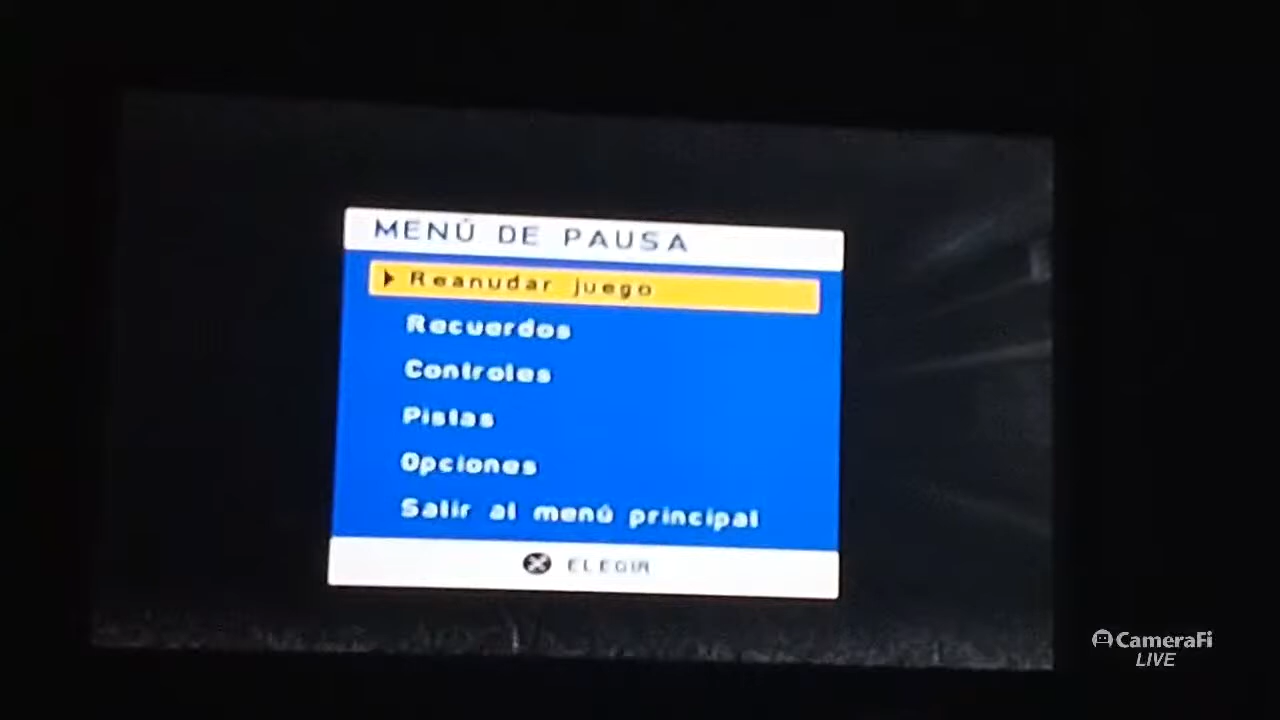 MENÚ DE PAUSA
Reanudar juego
Recuerdos
Controles
Pistas
Opciones
Salir al menú principal
ELEGIR
CameraFi
LIVE